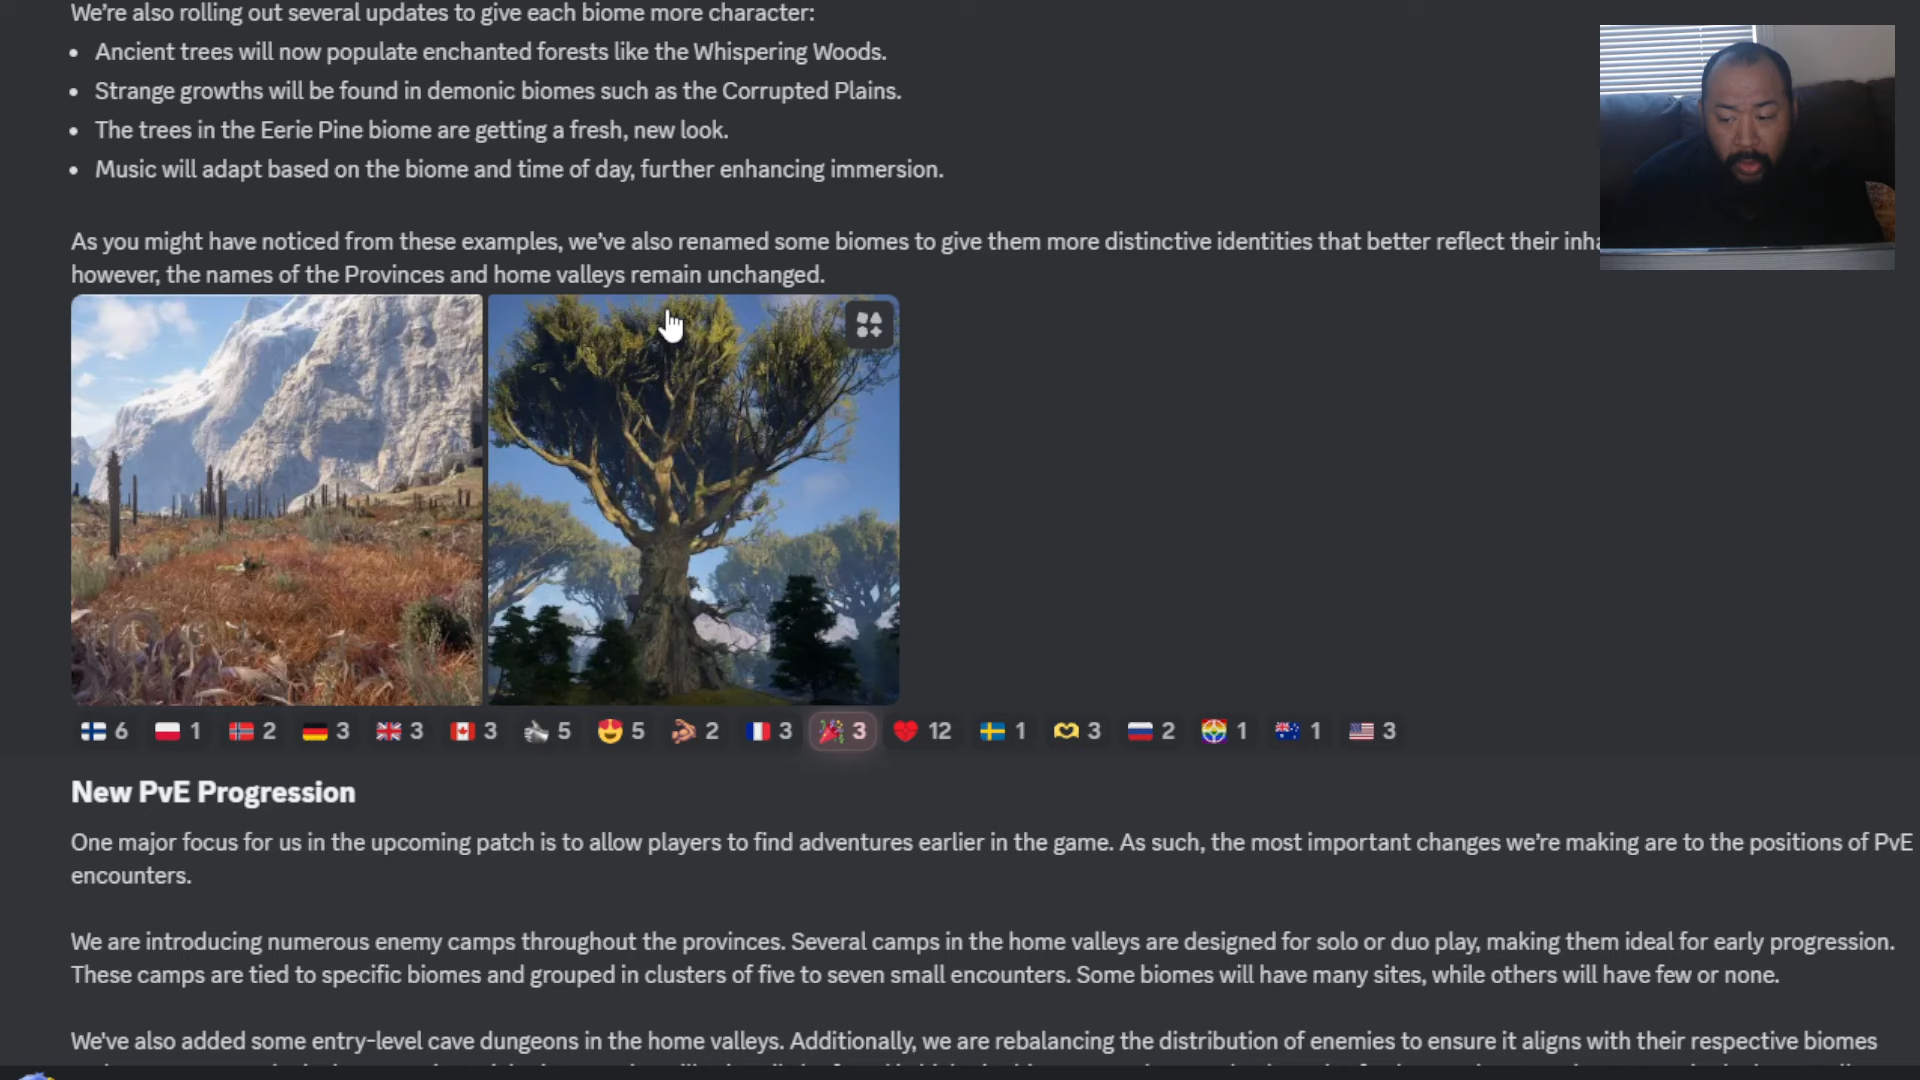 We're also rolling out several updates to give each biome more character:
• Ancient trees will now populate enchanted forests like the Whispering Woods.
• Strange growths will be found in demonic biomes such as the Corrupted Plains.
• The trees in the Eerie Pine biome are getting a fresh, new look.
• Music will adapt based on the biome and time of day, further enhancing immersion.
As you might have noticed from these examples, we've also renamed some biomes to give them more distinctive identities that better reflect their
however, the names of the Provinces and home valleys remain unchanged.
6 1 2 3 3 3 5 5 2 3 3 12 1 3 2 1 1 3
New PvE Progression
One major focus for us in the upcoming patch is to allow players to find adventures earlier in the game. As such, the most important changes we're making are to the positions of PvE
encounters.
We are introducing numerous enemy camps throughout the provinces. Several camps in the home valleys are designed for solo or duo play, making them ideal for early progression.
These camps are tied to specific biomes and grouped in clusters of five to seven small encounters. Some biomes will have many sites, while others will have few or none.
We've also added some entry-level cave dungeons in the home valleys. Additionally, we are rebalancing the distribution of enemies to ensure it aligns with their respective biomes